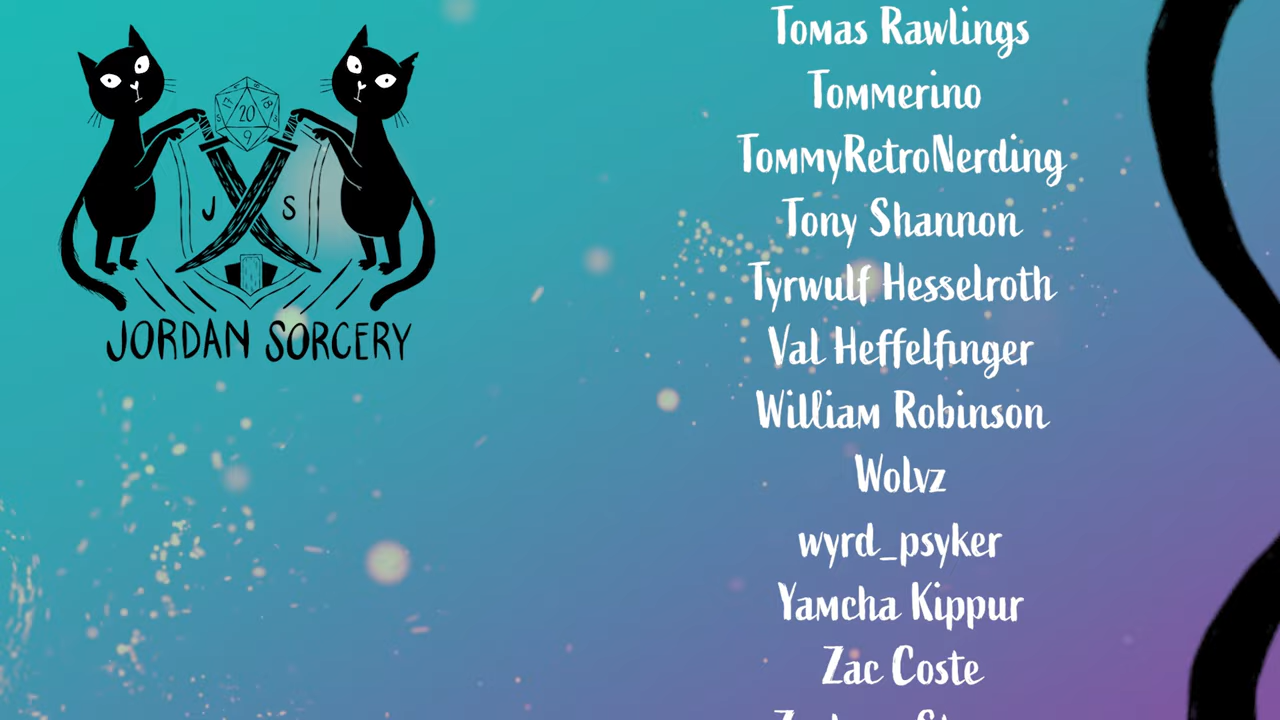 20
9
J S
JORDAN SORCERY
Tomas Rawlings
Tommerino
TommyRetroNerding
Tony Shannon
Tyrwulf Hesselroth
Val Heffelfinger
William Robinson
Wolvz
wyrd_psyker
Yamcha Kippur
Zac Coste